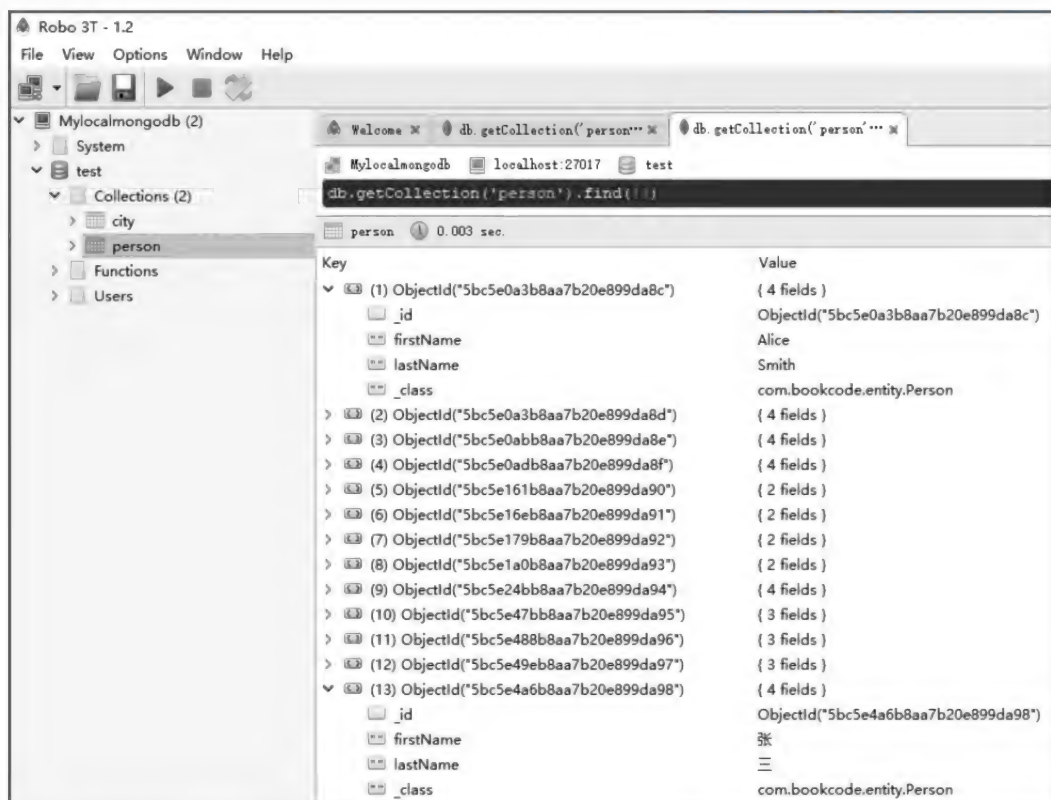 Robo 3T - 1.2
File View Options Window Help
Mylocalmongodb (2)
System
test
Collections (2)
city
person
Functions
Users
Welcome db.getCollection('person'··· db.getCollection('person'···
Mylocalmongodb localhost:27017 test
db.getCollection('person').find({})
person 0.003 sec.
Key Value
(1) ObjectId("5bc5e0a3b8aa7b20e899da8c") { 4 fields }
_id ObjectId("5bc5e0a3b8aa7b20e899da8c")
firstName Alice
lastName Smith
_class com.bookcode.entity.Person
(2) ObjectId("5bc5e0a3b8aa7b20e899da8d") { 4 fields }
(3) ObjectId("5bc5e0abb8aa7b20e899da8e") { 4 fields }
(4) ObjectId("5bc5e0adb8aa7b20e899da8f") { 4 fields }
(5) ObjectId("5bc5e161b8aa7b20e899da90") { 2 fields }
(6) ObjectId("5bc5e16eb8aa7b20e899da91") { 2 fields }
(7) ObjectId("5bc5e179b8aa7b20e899da92") { 2 fields }
(8) ObjectId("5bc5e1a0b8aa7b20e899da93") { 2 fields }
(9) ObjectId("5bc5e24bb8aa7b20e899da94") { 4 fields }
(10) ObjectId("5bc5e47bb8aa7b20e899da95") { 3 fields }
(11) ObjectId("5bc5e488b8aa7b20e899da96") { 3 fields }
(12) ObjectId("5bc5e49eb8aa7b20e899da97") { 3 fields }
(13) ObjectId("5bc5e4a6b8aa7b20e899da98") { 4 fields }
_id ObjectId("5bc5e4a6b8aa7b20e899da98")
firstName 张
lastName 三
_class com.bookcode.entity.Person